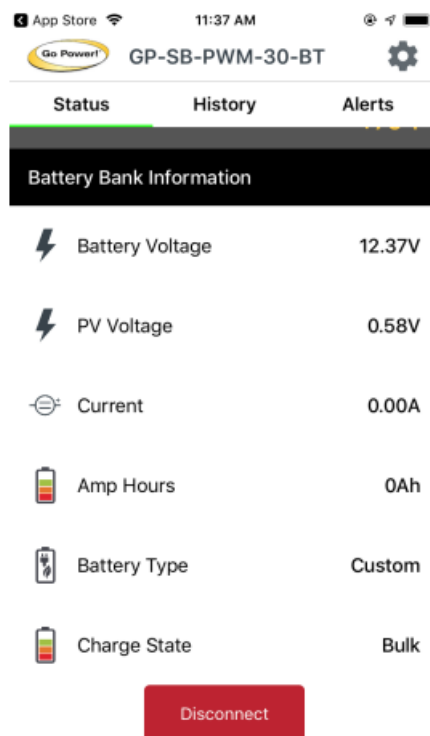 App Store 11:37 AM
Go Power! GP-SB-PWM-30-BT
Status History Alerts
Battery Bank Information
Battery Voltage 12.37V
PV Voltage 0.58V
Current 0.00A
Amp Hours 0Ah
Battery Type Custom
Charge State Bulk
Disconnect